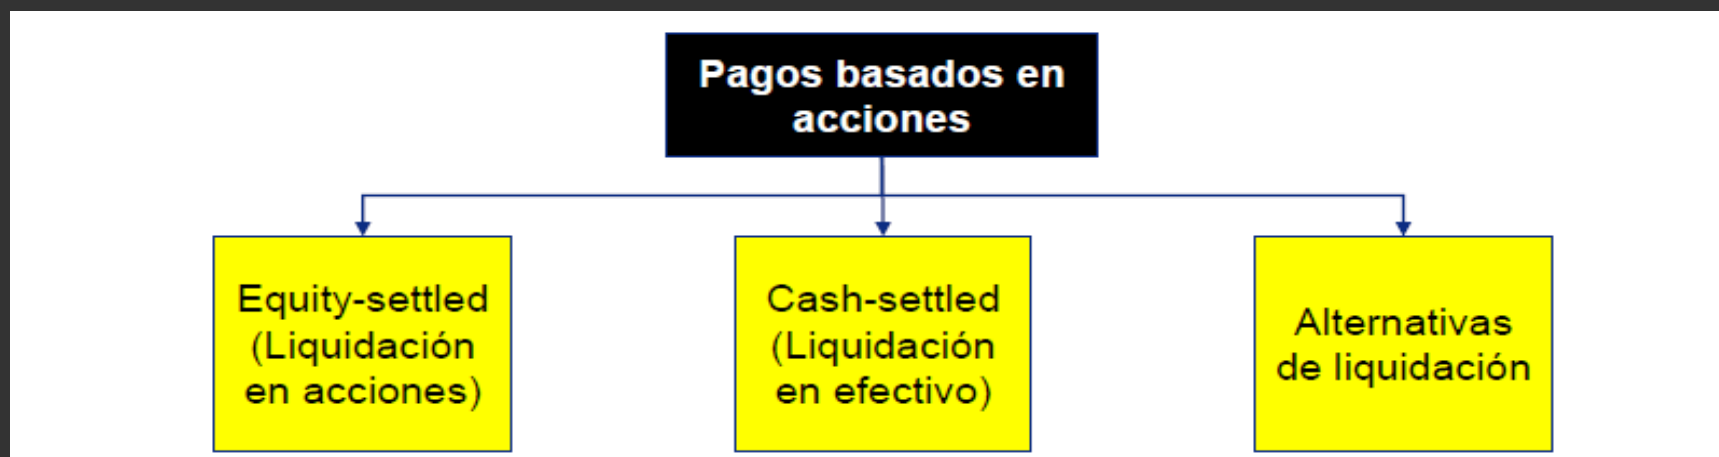 Pagos basados en
acciones
Equity-settled
(Liquidación
en acciones)
Cash-settled
(Liquidación
en efectivo)
Alternativas
de liquidación